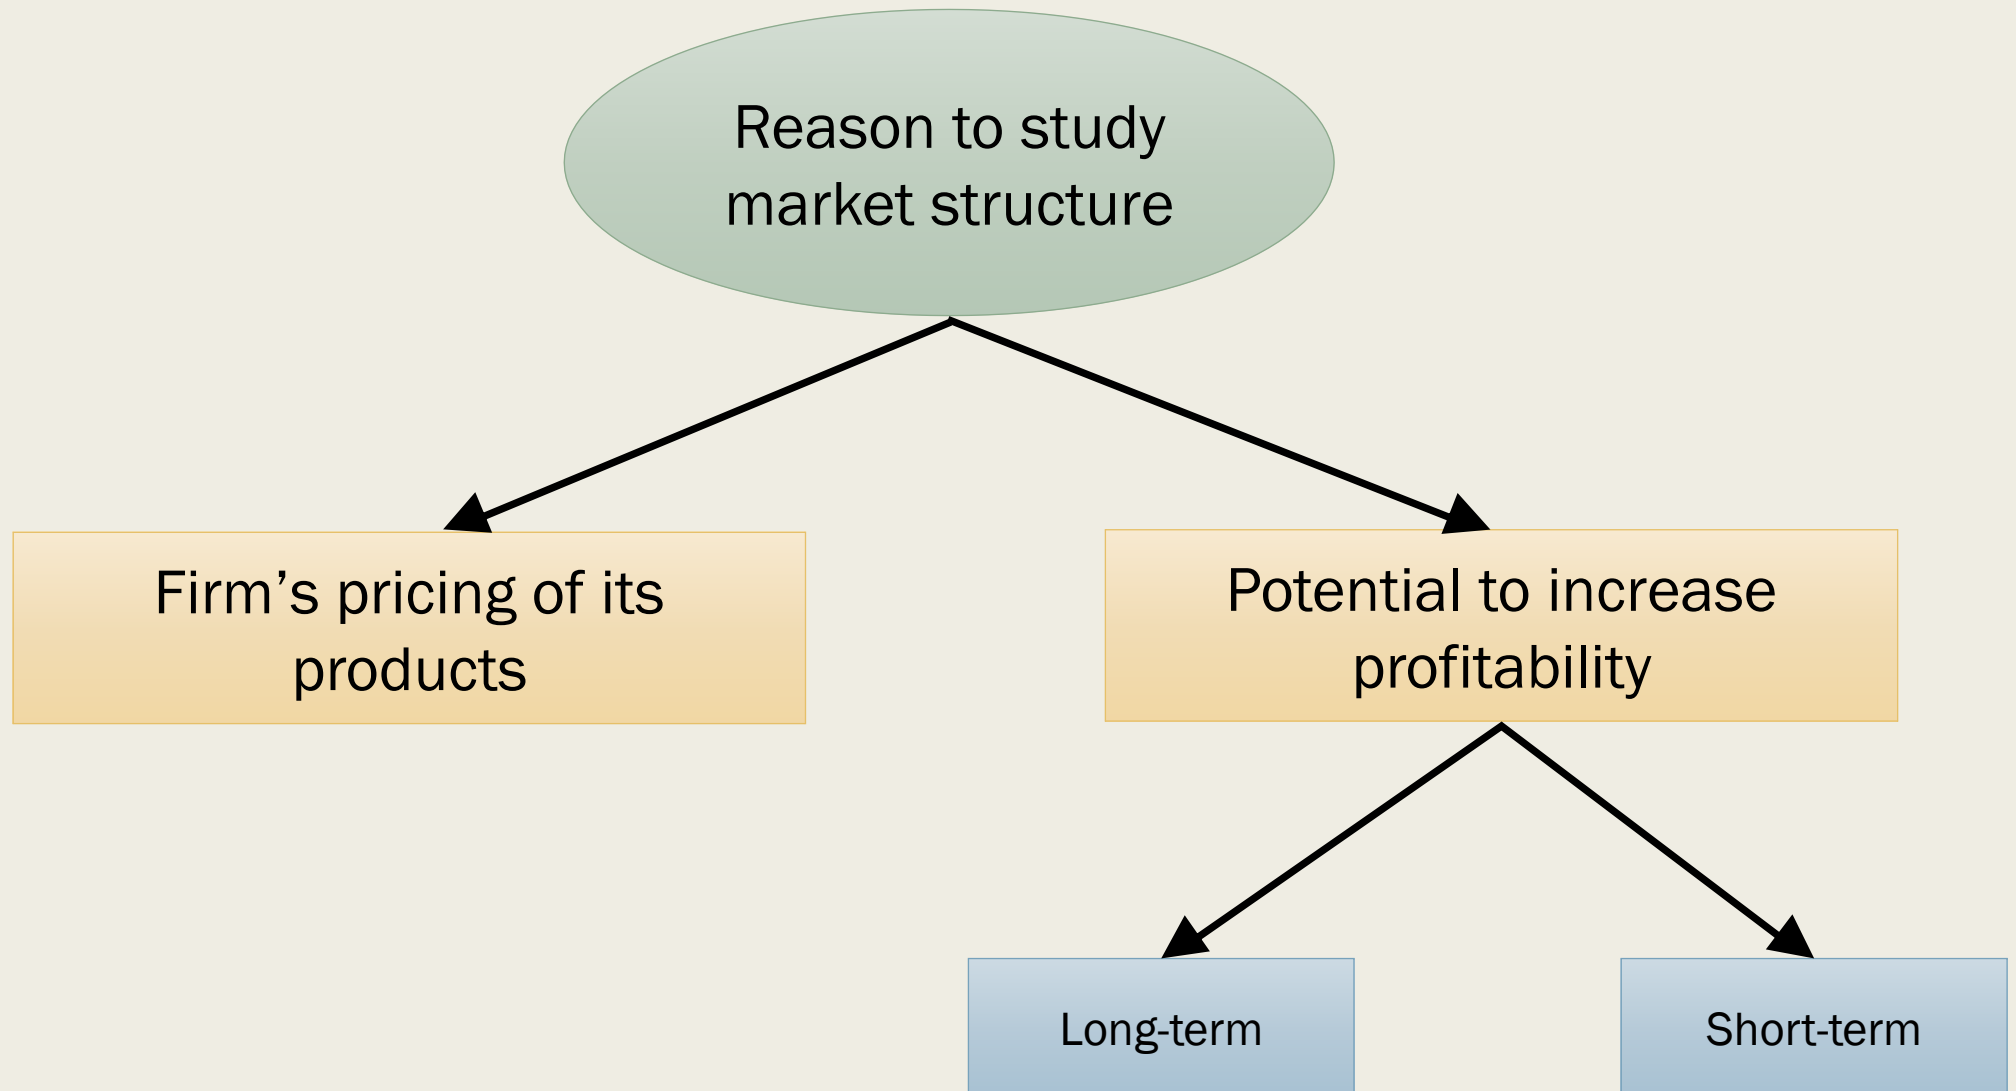 Reason to study
market structure
Firm’s pricing of its
products
Potential to increase
profitability
Long-term
Short-term